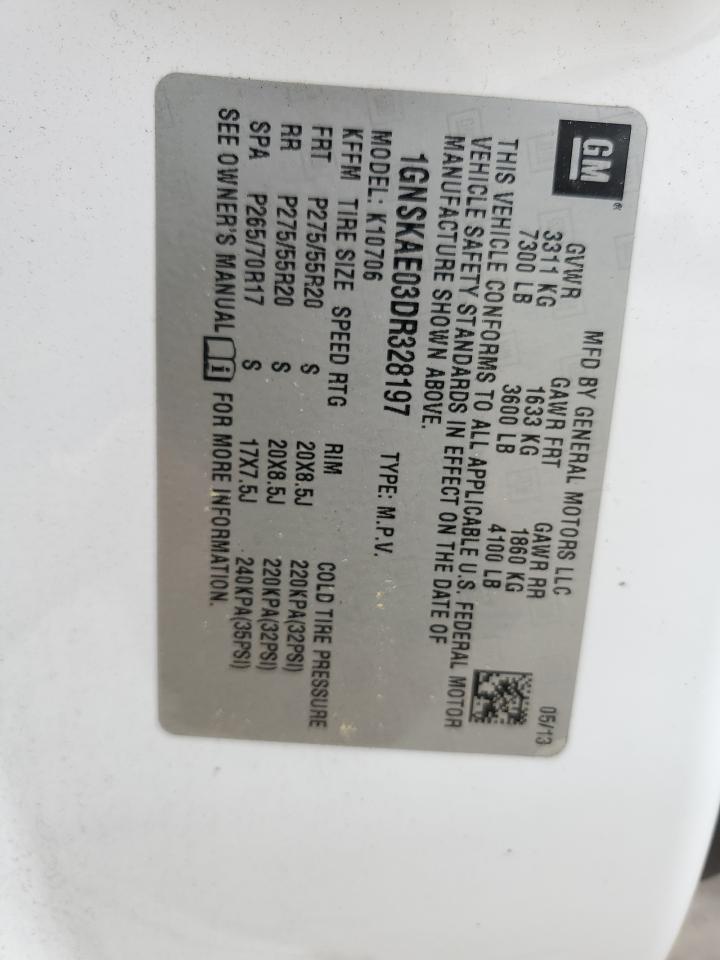 GM®
MFD BY GENERAL MOTORS LLC 05/13
GVWR GAWR FRT GAWR RR
3311 KG 1633 KG 1860 KG
7300 LB 3600 LB 4100 LB
THIS VEHICLE CONFORMS TO ALL APPLICABLE U.S. FEDERAL MOTOR
VEHICLE SAFETY STANDARDS IN EFFECT ON THE DATE OF
MANUFACTURE SHOWN ABOVE.
1GNSKAE03DR328197 TYPE: M.P.V.
MODEL: K10706
KFFM TIRE SIZE SPEED RTG RIM COLD TIRE PRESSURE
FRT P275/55R20 S 20X8.5J 220KPA(32PSI)
RR P275/55R20 S 20X8.5J 220KPA(32PSI)
SPA P265/70R17 S 17X7.5J 240KPA(35PSI)
SEE OWNER'S MANUAL i FOR MORE INFORMATION.